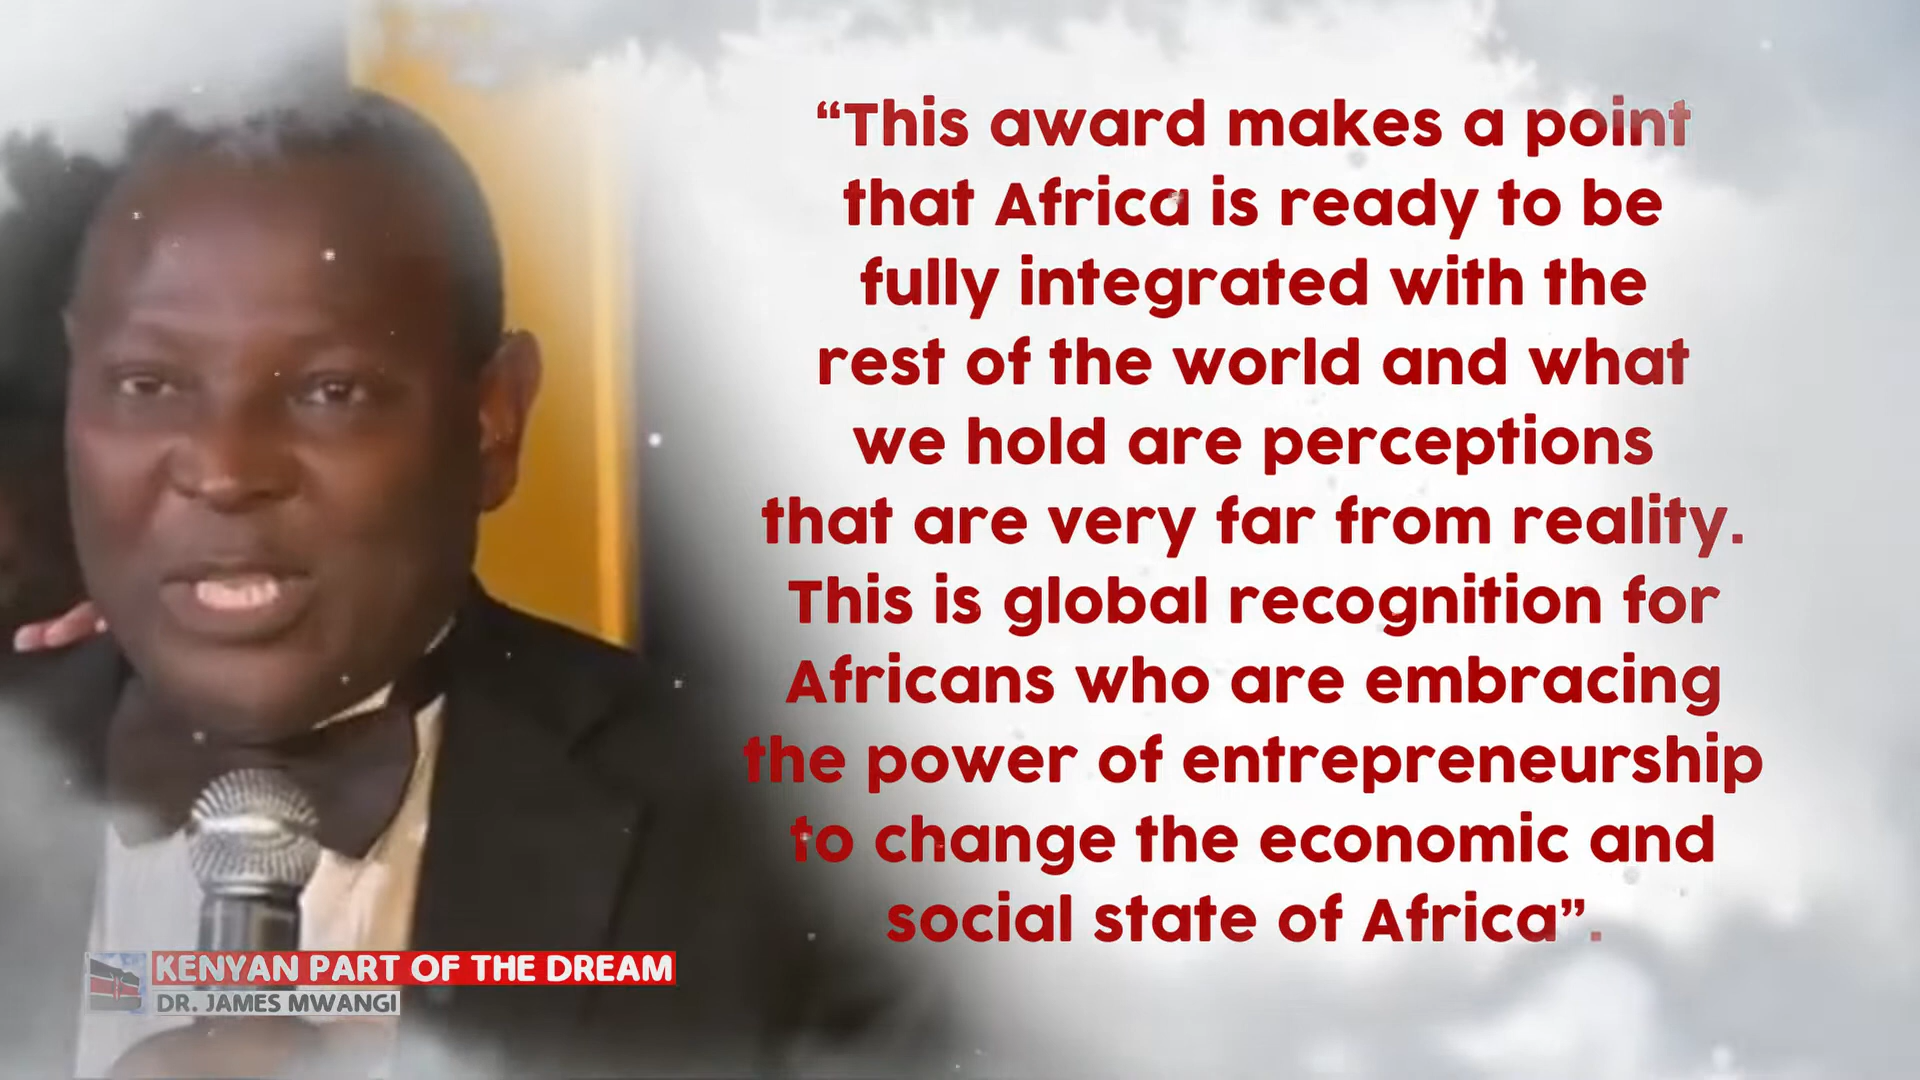 “This award makes a point
that Africa is ready to be
fully integrated with the
rest of the world and what
we hold are perceptions
that are very far from reality.
This is global recognition for
Africans who are embracing
the power of entrepreneurship
to change the economic and
social state of Africa”.
KENYAN PART OF THE DREAM
DR. JAMES MWANGI